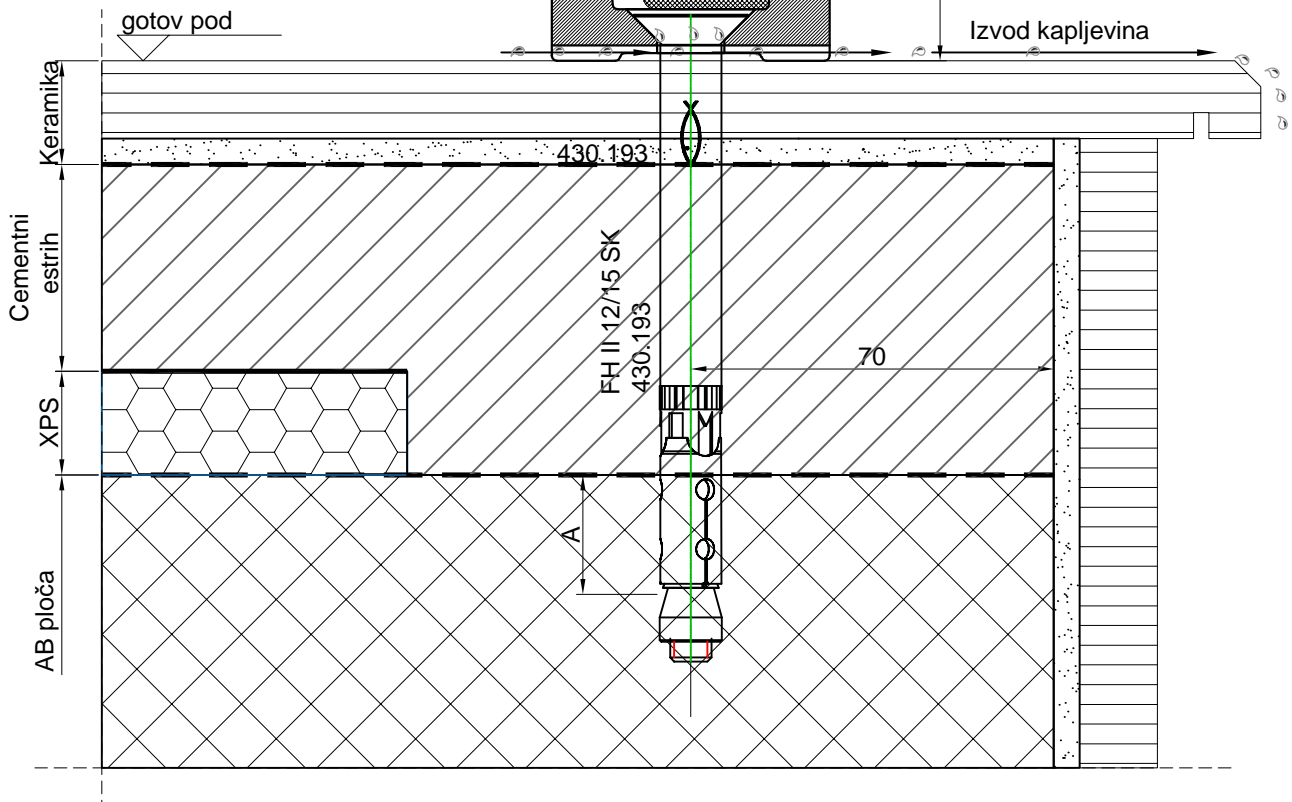 gotov pod
Izvod kapljevina
Keramika
430.193
Cementni
estrih
FH II 12/15 SK
430.193
70
XPS
A
AB ploča